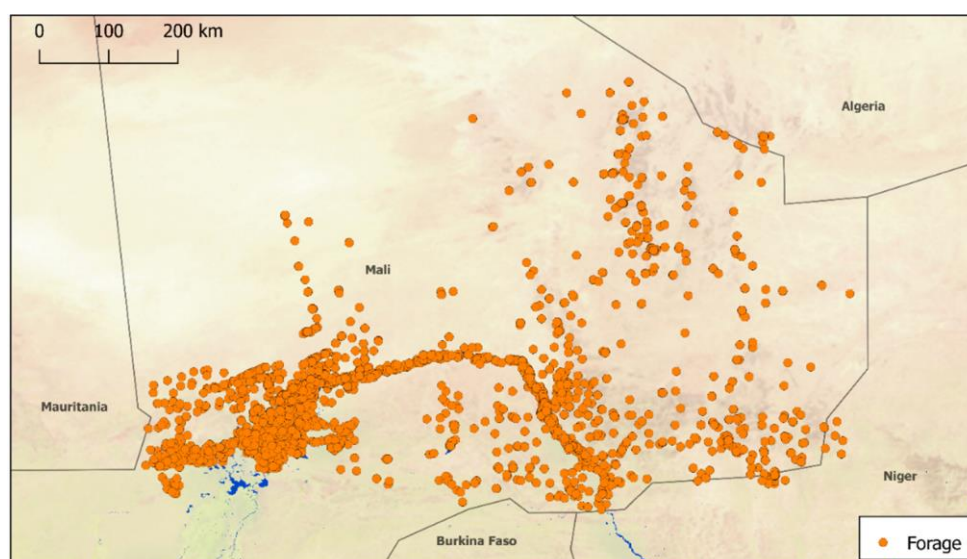 0 100 200 km
Algeria
Mali
Mauritania
Niger
Burkina Faso
Forage